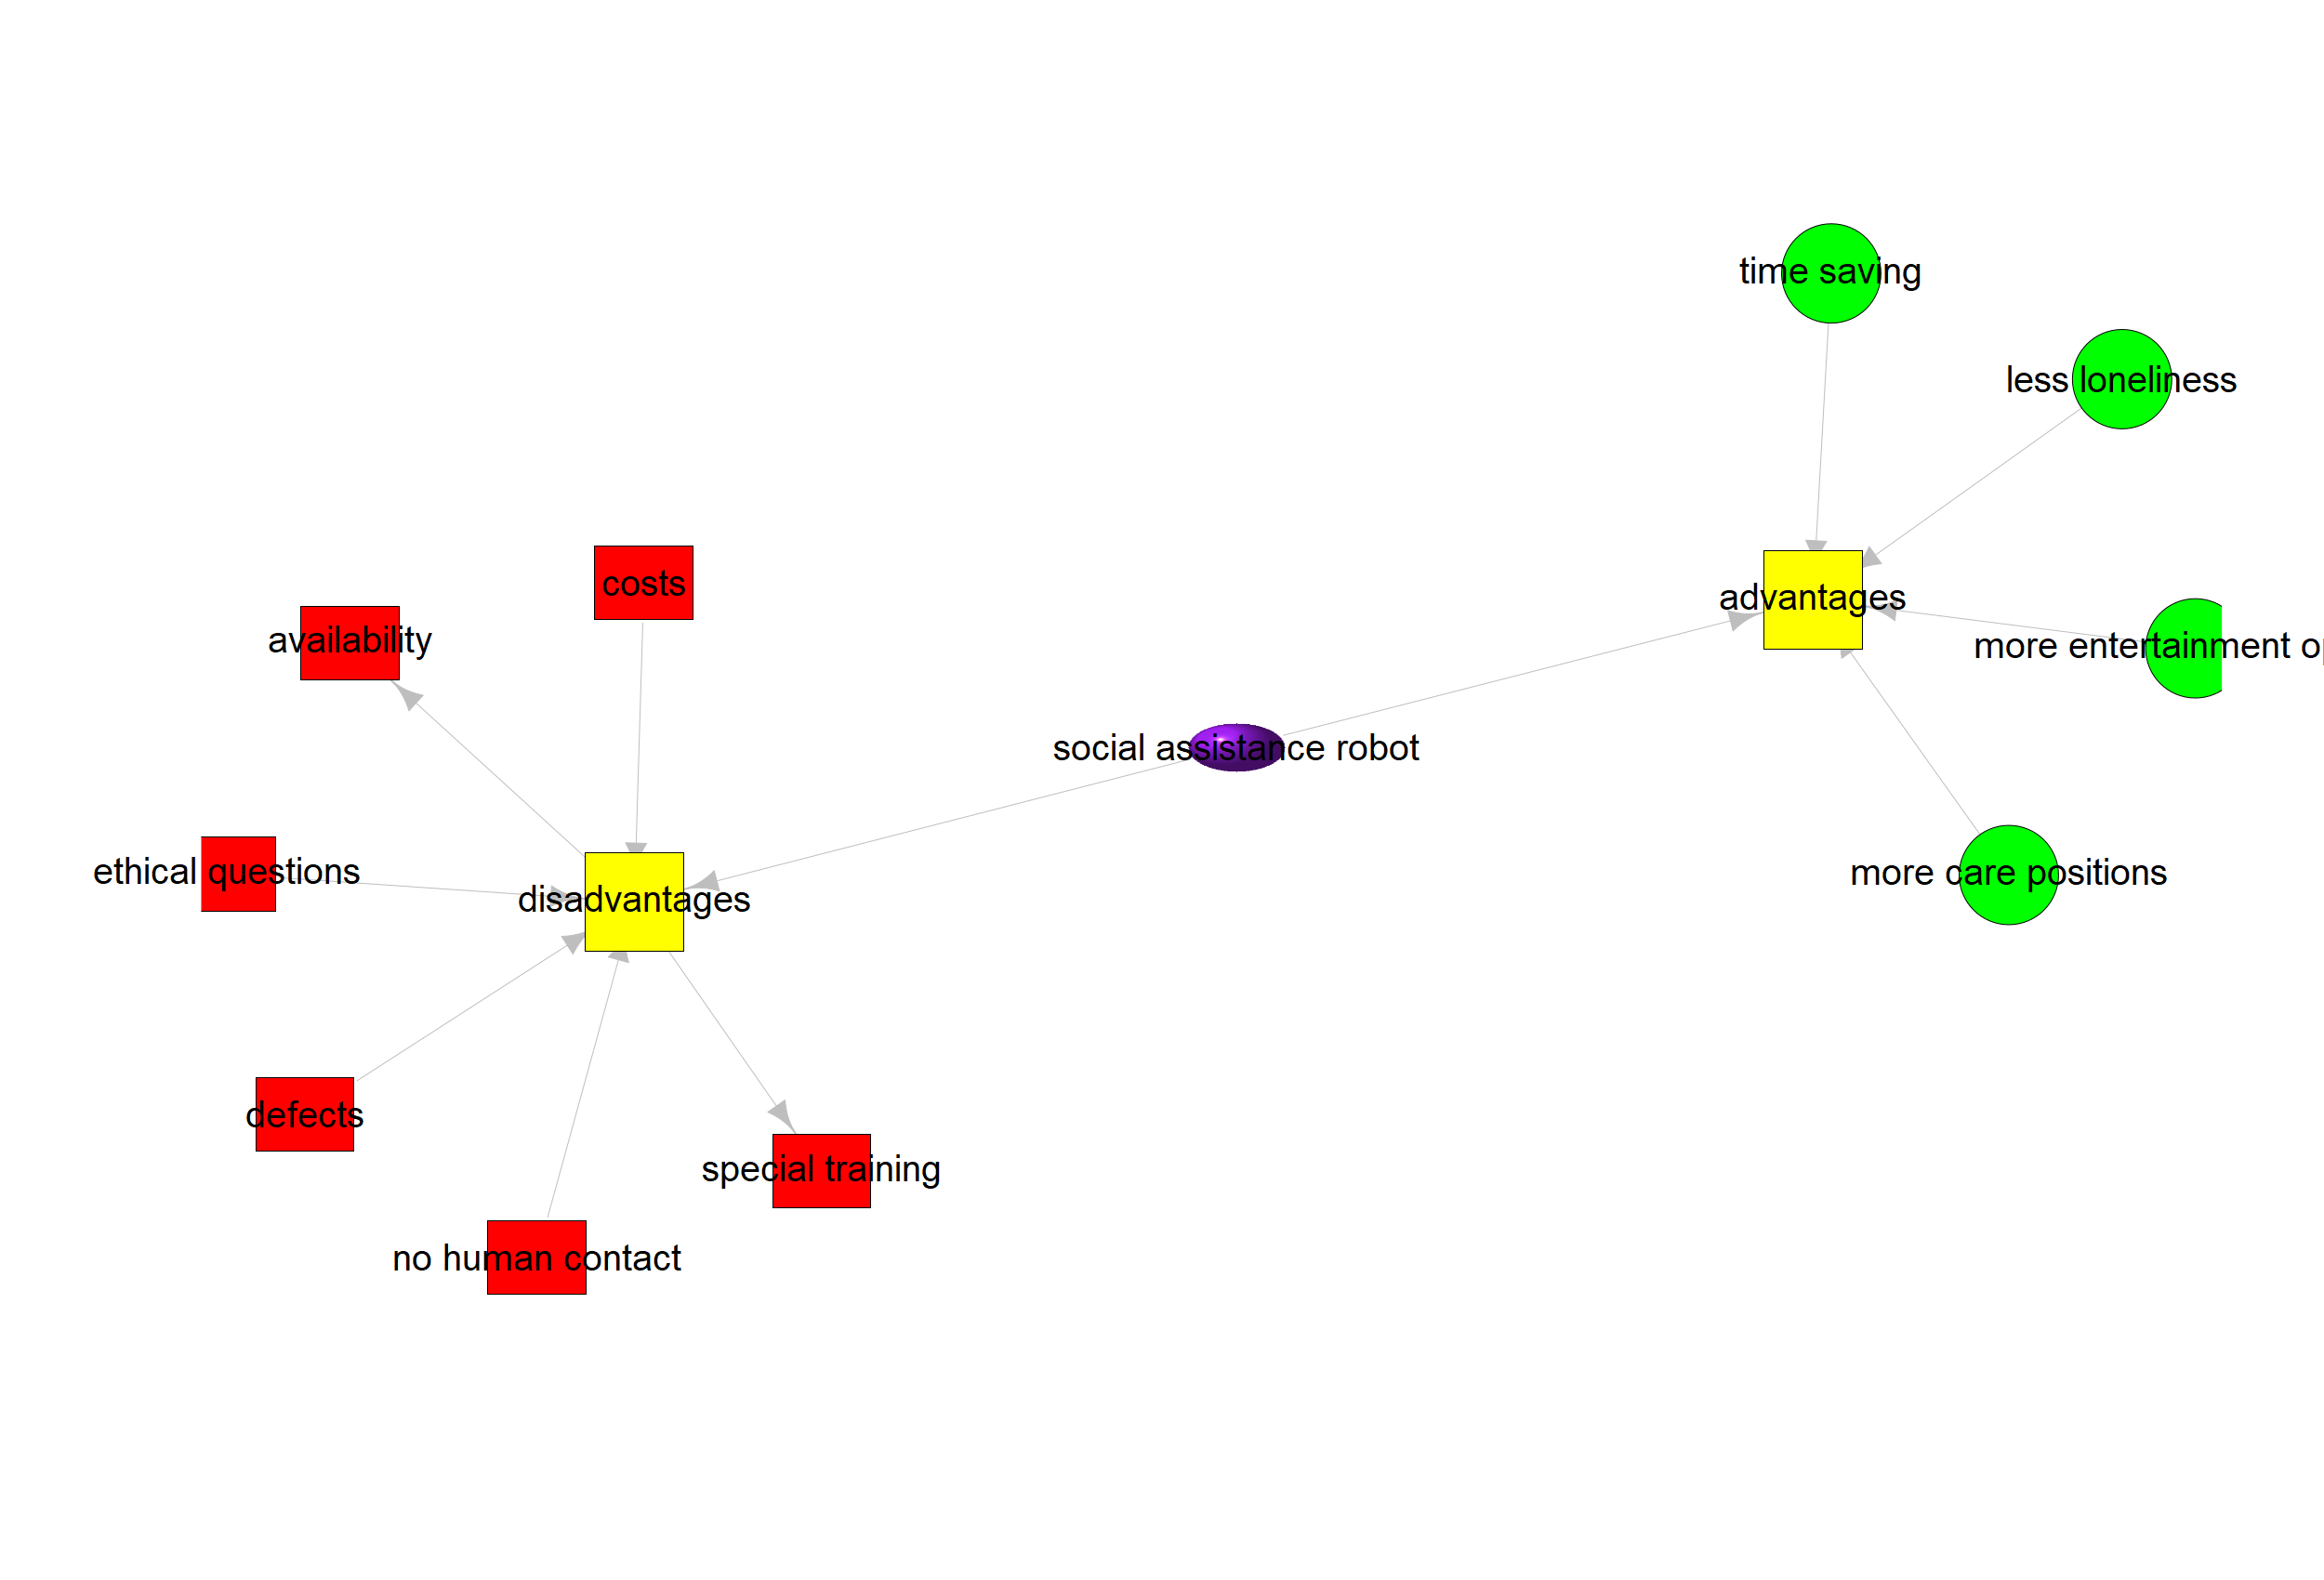 time saving
less loneliness
costs
advantages
availability
more entertainment
social assistance robot
ethical questions
more care positions
disadvantages
defects
special training
no human contact